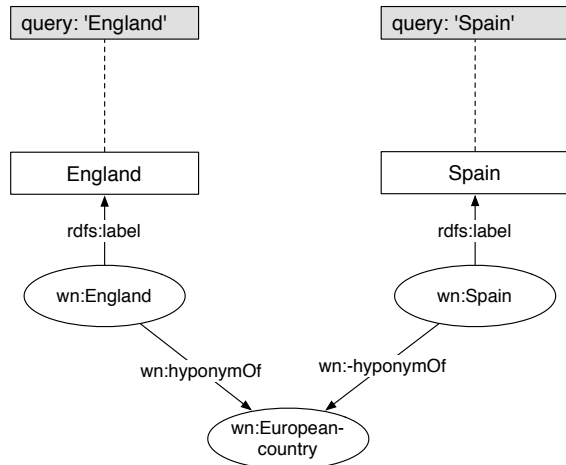 query: 'England'
query: 'Spain'
England
Spain
rdfs:label
rdfs:label
wn:England
wn:Spain
wn:hyponymOf
wn:-hyponymOf
wn:European-
country